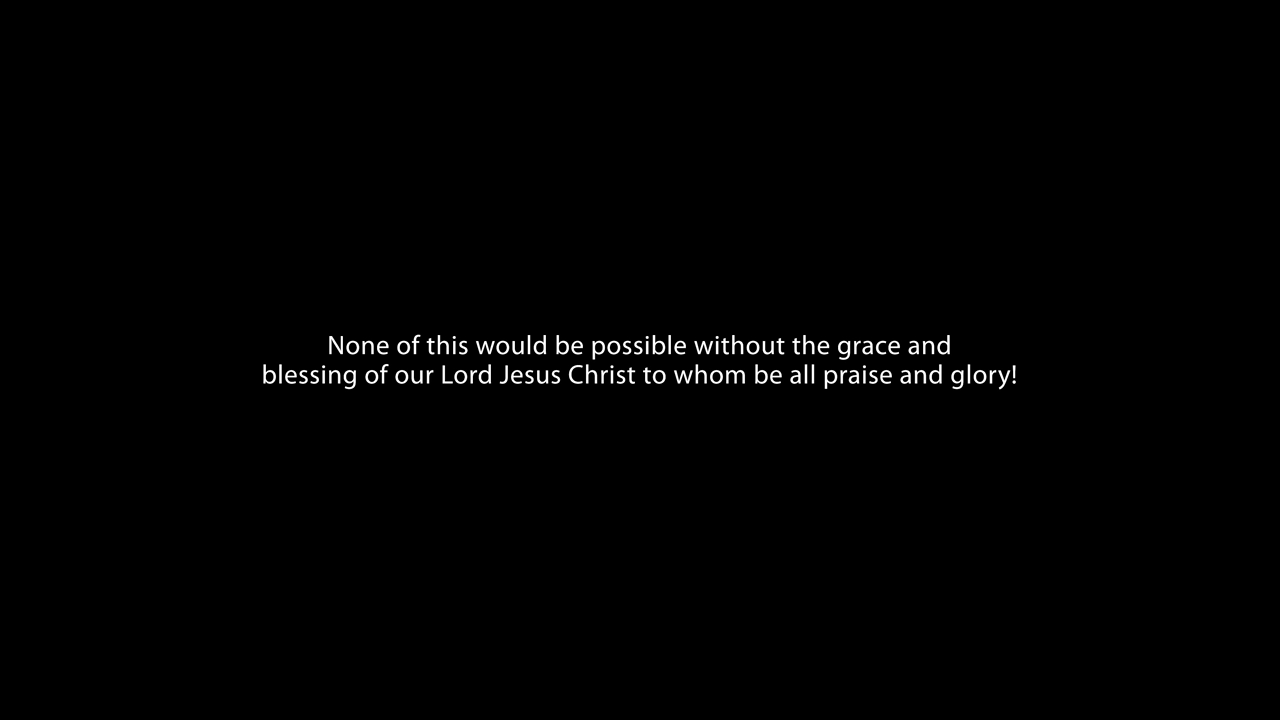 None of this would be possible without the grace and
blessing of our Lord Jesus Christ to whom be all praise and glory!